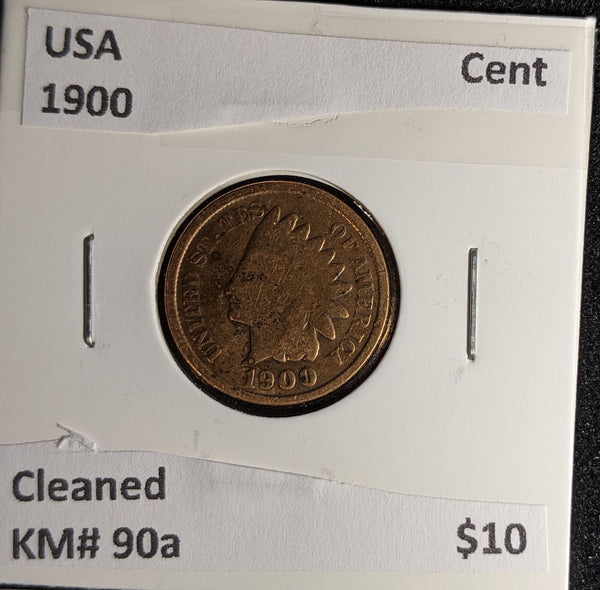 USA
Cent
1900
UNITED STATES
OF AMERICA
1900
Cleaned
KM# 90a
$10